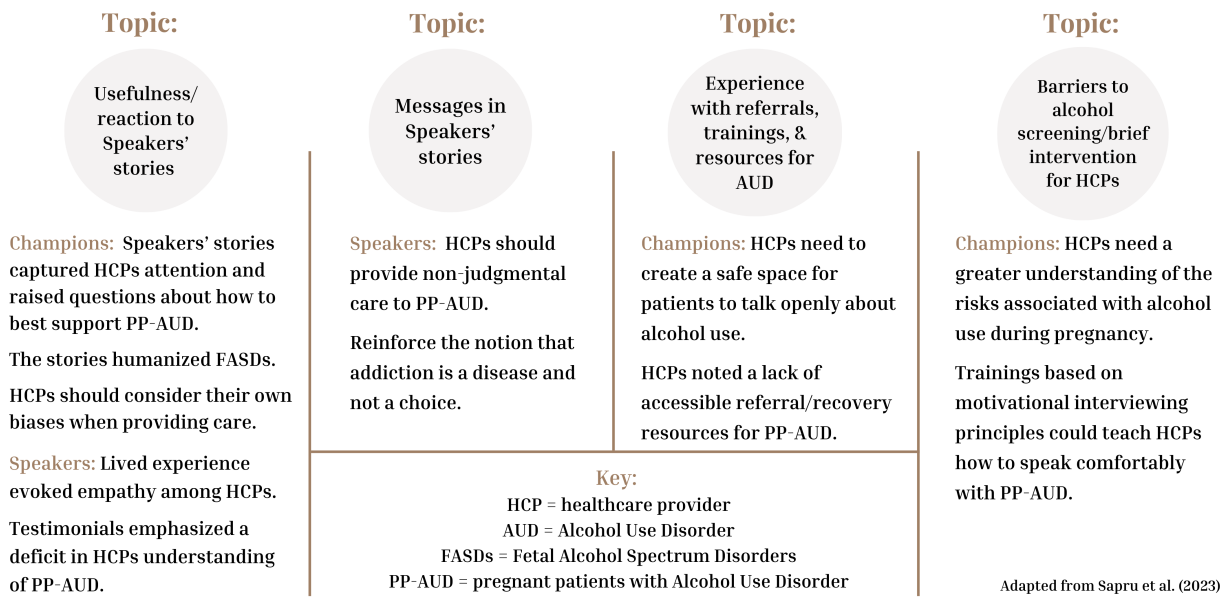 Topic:
Usefulness/
reaction to
Speakers'
stories
Champions: Speakers' stories
captured HCPs attention and
raised questions about how to
best support PP-AUD.
The stories humanized FASDs.
HCPs should consider their own
biases when providing care.
Speakers: Lived experience
evoked empathy among HCPs.
Testimonials emphasized a
deficit in HCPs understanding
of PP-AUD.
Topic:
Messages in
Speakers'
stories
Speakers: HCPs should
provide non-judgmental
care to PP-AUD.
Reinforce the notion that
addiction is a disease and
not a choice.
Topic:
Experience
with referrals,
trainings, &
resources for
AUD
Champions: HCPs need to
create a safe space for
patients to talk openly about
alcohol use.
HCPs noted a lack of
accessible referral/recovery
resources for PP-AUD.
Topic:
Barriers to
alcohol
screening/brief
intervention
for HCPs
Champions: HCPs need a
greater understanding of the
risks associated with alcohol
use during pregnancy.
Trainings based on
motivational interviewing
principles could teach HCPs
how to speak comfortably
with PP-AUD.
Key:
HCP = healthcare provider
AUD = Alcohol Use Disorder
FASDs = Fetal Alcohol Spectrum Disorders
PP-AUD = pregnant patients with Alcohol Use Disorder
Adapted from Sapru et al. (2023)